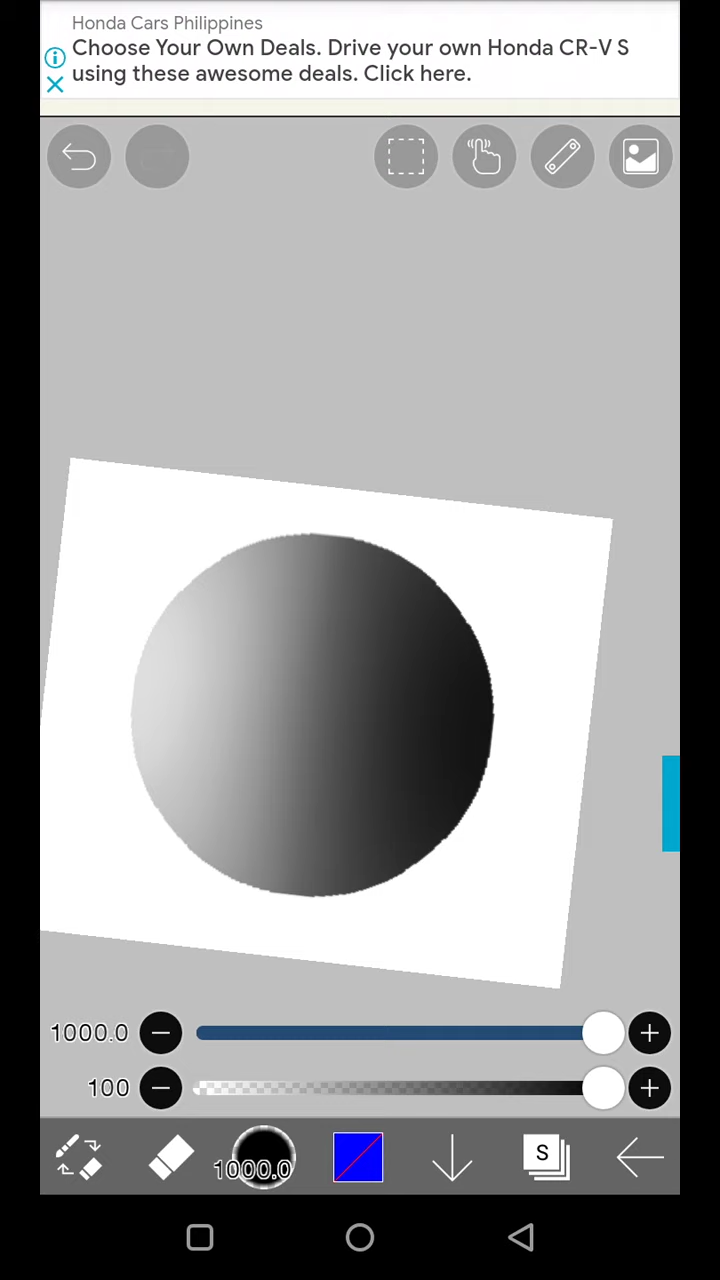 Honda Cars Philippines
Choose Your Own Deals. Drive your own Honda CR-V S
using these awesome deals. Click here.
1000.0
100
1000.0
S